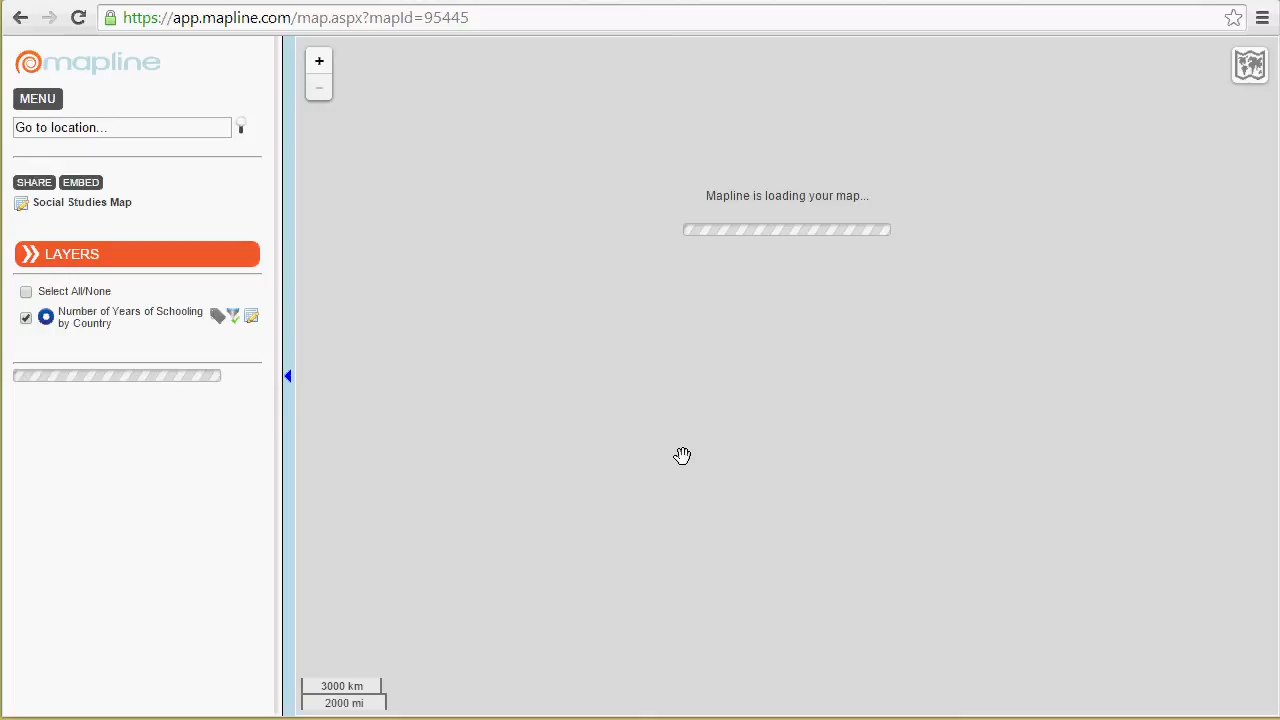 https://app.mapline.com/map.aspx?mapId=95445
mapline
MENU
Go to location...
SHARE EMBED
Social Studies Map
LAYERS
Select All/None
Number of Years of Schooling
by Country
+
−
Mapline is loading your map...
3000 km
2000 mi